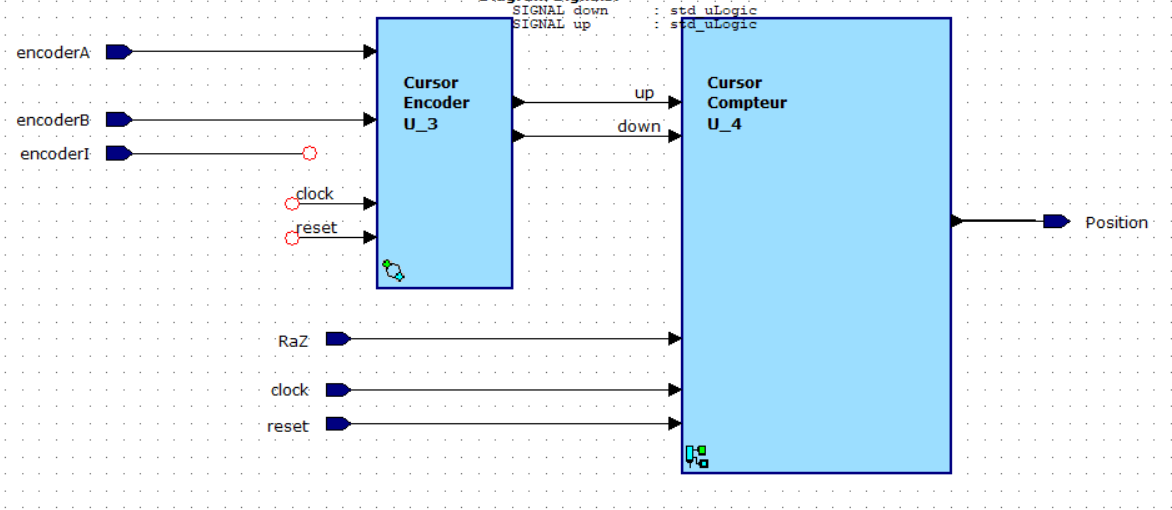 SIGNAL down : std_uLogic
SIGNAL up : std_uLogic
encoderA
encoderB
encoderI
clock
reset
Cursor
Encoder
U_3
up
down
Cursor
Compteur
U_4
Position
RaZ
clock
reset